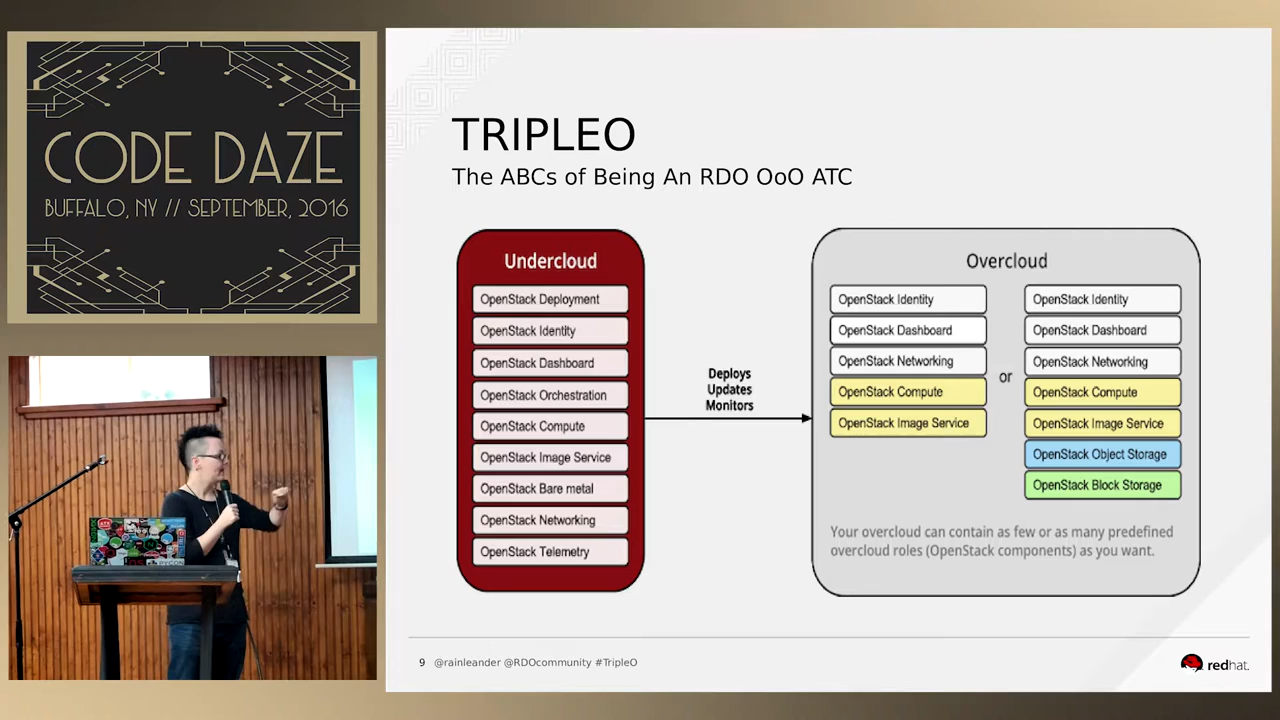 CODE DAZE
BUFFALO, NY // SEPTEMBER, 2016
TRIPLEO
The ABCs of Being An RDO OoO ATC
Undercloud
OpenStack Deployment
OpenStack Identity
OpenStack Dashboard
OpenStack Orchestration
OpenStack Compute
OpenStack Image Service
OpenStack Bare metal
OpenStack Networking
OpenStack Telemetry
Deploys
Updates
Monitors
Overcloud
OpenStack Identity
OpenStack Dashboard
OpenStack Networking
OpenStack Compute
OpenStack Image Service
or
OpenStack Identity
OpenStack Dashboard
OpenStack Networking
OpenStack Compute
OpenStack Image Service
OpenStack Object Storage
OpenStack Block Storage
Your overcloud can contain as few or as many predefined
overcloud roles (OpenStack components) as you want.
9 @rainleander @RDOcommunity #TripleO
redhat.